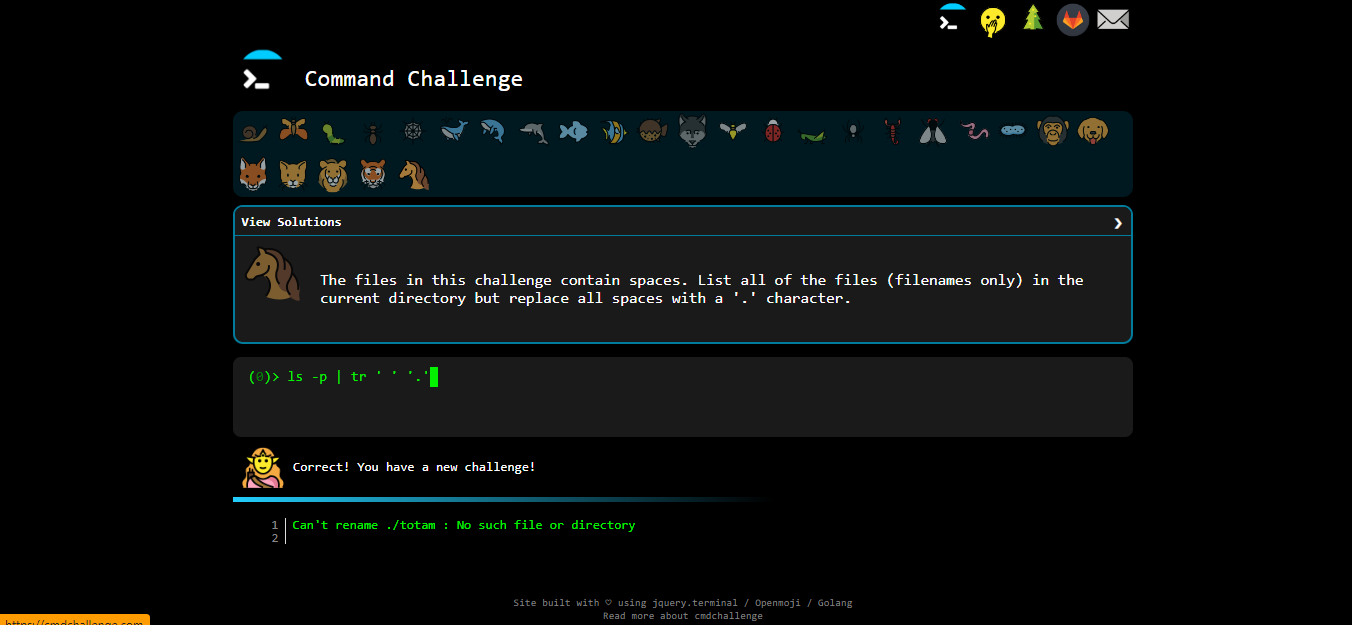 Command Challenge
View Solutions
The files in this challenge contain spaces. List all of the files (filenames only) in the
current directory but replace all spaces with a '.' character.
(0)> ls -p | tr ' ' '.'
Correct! You have a new challenge!
1 Can't rename ./totam : No such file or directory
2
Site built with ♡ using jquery.terminal / Openmoji / Golang
Read more about cmdchallenge
https://cmdchallenge.com